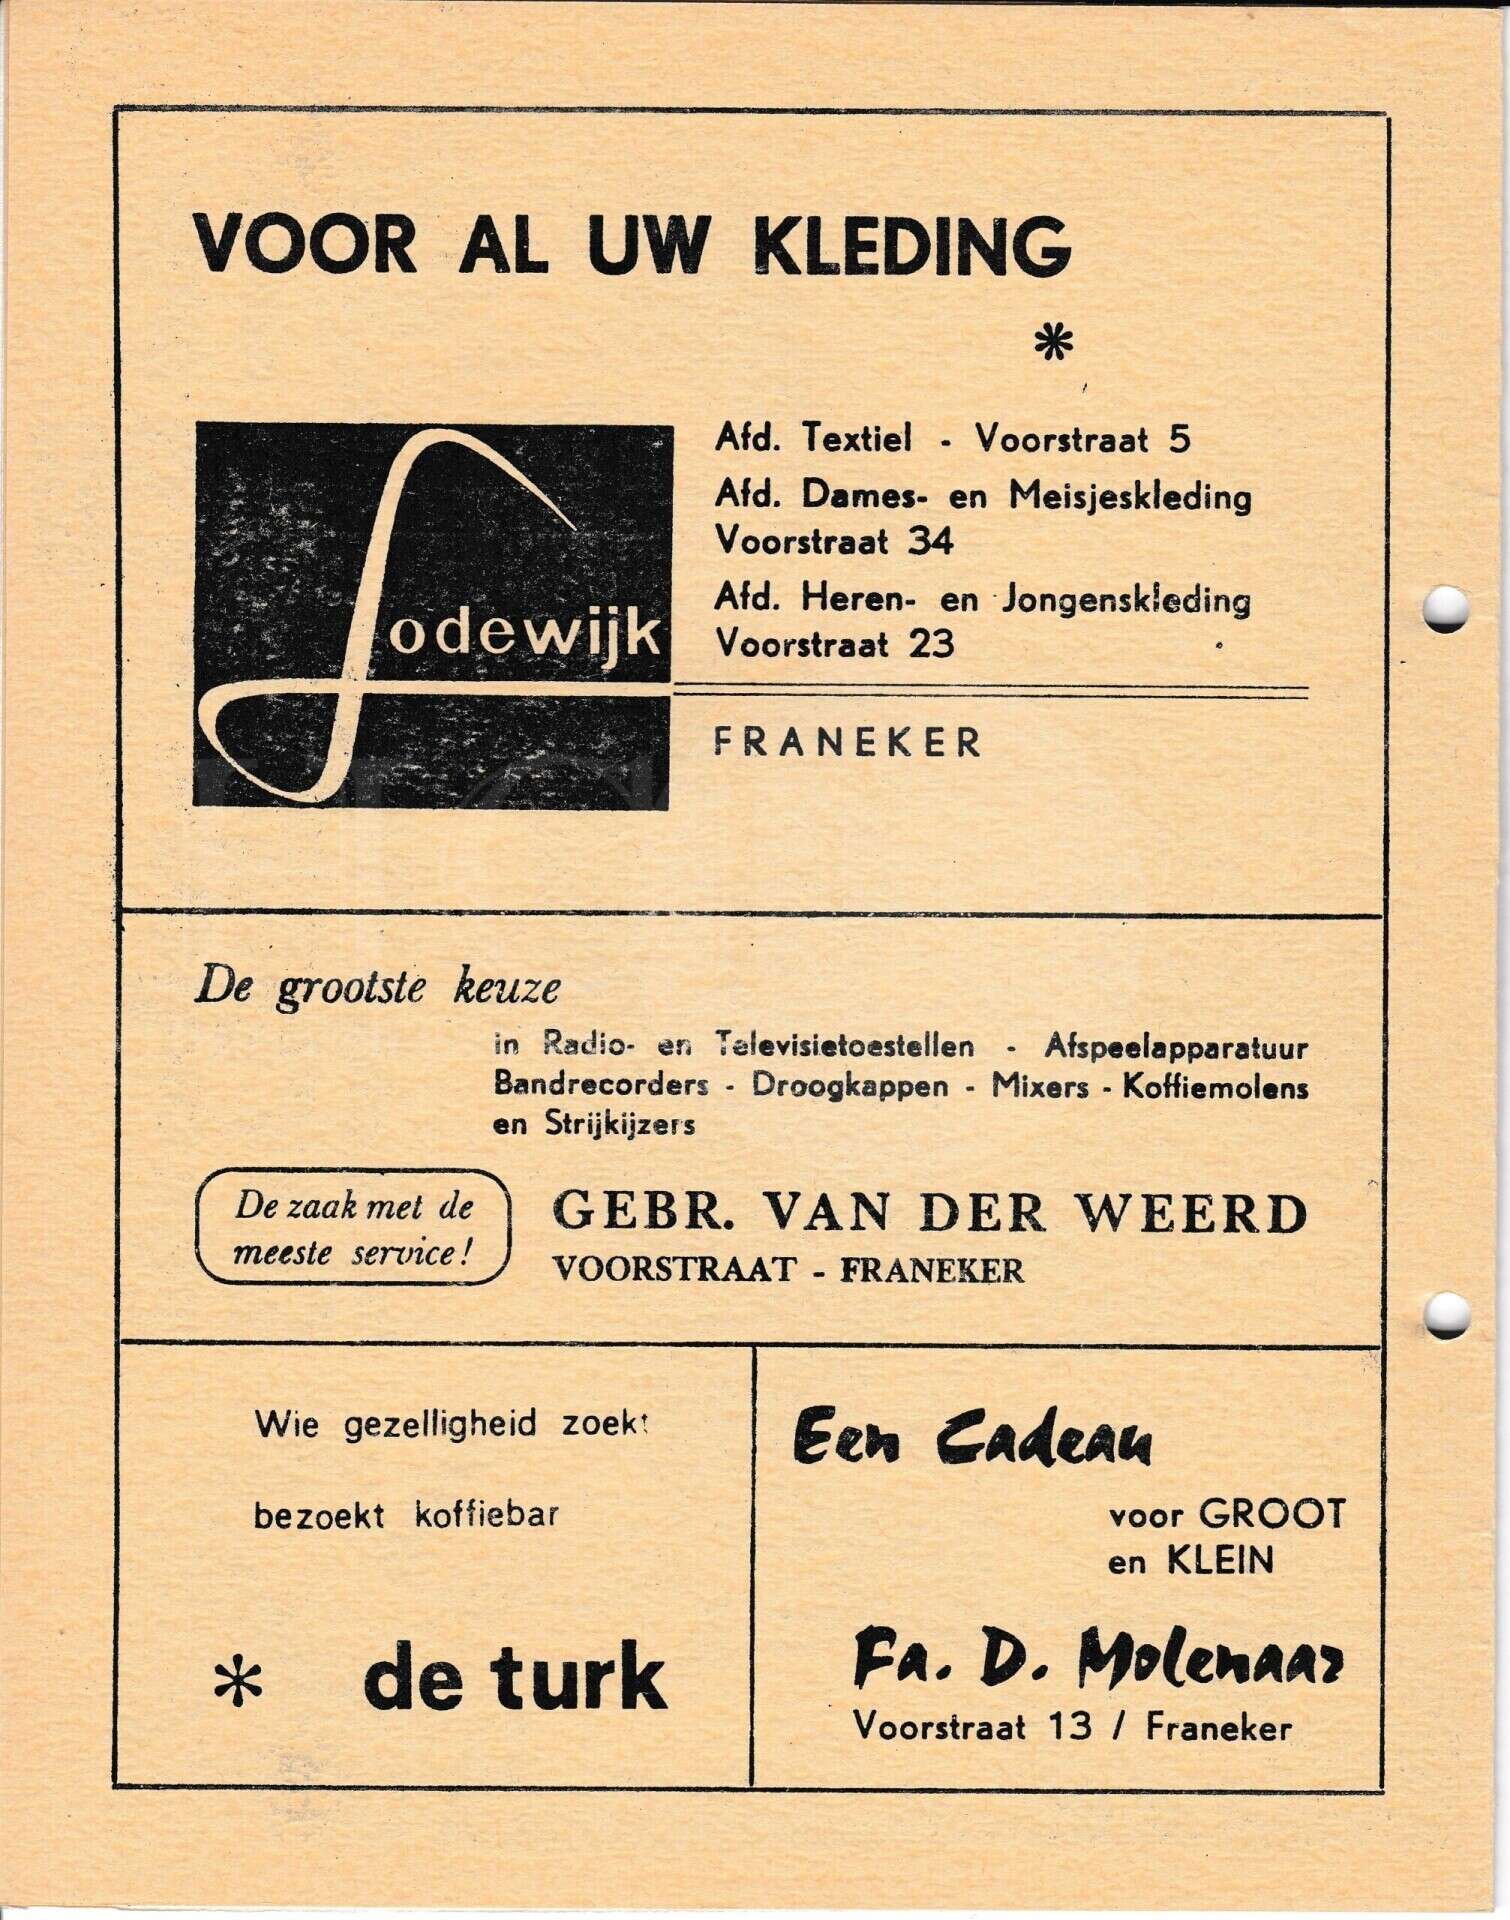 VOOR AL UW KLEDING
*
Lodewijk
Afd. Textiel - Voorstraat 5
Afd. Dames- en Meisjeskleding
Voorstraat 34
Afd. Heren- en Jongenskleding
Voorstraat 23
FRANEKER
De grootste keuze
in Radio- en Televisietoestellen - Afspeelapparatuur
Bandrecorders - Droogkappen - Mixers - Koffiemolens
en Strijkijzers
De zaak met de
meeste service!
GEBR. VAN DER WEERD
VOORSTRAAT - FRANEKER
Wie gezelligheid zoekt
bezoekt koffiebar
* de turk
Een Cadeau
voor GROOT
en KLEIN
Fa. D. Molenaar
Voorstraat 13 / Franeker